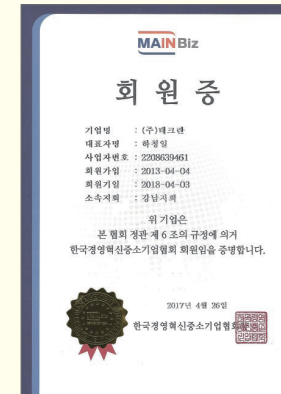 MAINBiz
회 원 증
기업명 : (주)테크랜
대표자명 : 하청일
사업자번호 : 2208639461
회원가입 : 2013-04-04
회원기일 : 2018-04-03
소속지회 : 강남지회
위 기업은
본 협회 정관 제 6 조의 규정에 의거
한국경영혁신중소기업협회 회원임을 증명합니다.
2017년 4월 26일
한국경영혁신중소기업협회